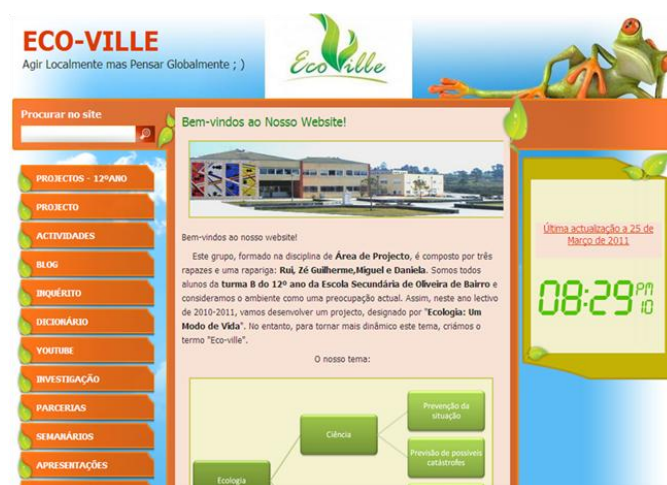 ECO-VILLE
Agir Localmente mas Pensar Globalmente ; )
Eco Ville
Procurar no site
PROJECTOS - 12ºANO
PROJECTO
ACTIVIDADES
BLOG
INQUÉRITO
DICIONÁRIO
YOUTUBE
INVESTIGAÇÃO
PARCERIAS
SEMANÁRIOS
APRESENTAÇÕES
Bem-vindos ao Nosso Website!
Bem-vindos ao nosso website!
Este grupo, formado na disciplina de Área de Projecto, é composto por três
rapazes e uma rapariga: Rui, Zé Guilherme,Miguel e Daniela. Somos todos
alunos da turma B do 12º ano da Escola Secundária de Oliveira de Bairro e
consideramos o ambiente como uma preocupação actual. Assim, neste ano lectivo
de 2010-2011, vamos desenvolver um projecto, designado por "Ecologia: Um
Modo de Vida". No entanto, para tornar mais dinâmico este tema, criámos o
termo "Eco-ville".
O nosso tema:
Prevenção da
situação
Ciência
Previsão de possíveis
catástrofes
Ecologia
Última actualização a 25 de
Março de 2011
08:29 PM
10